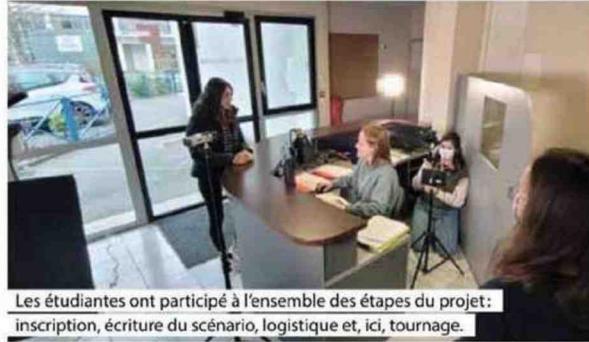 Les étudiantes ont participé à l'ensemble des étapes du projet :
inscription, écriture du scénario, logistique et, ici, tournage.